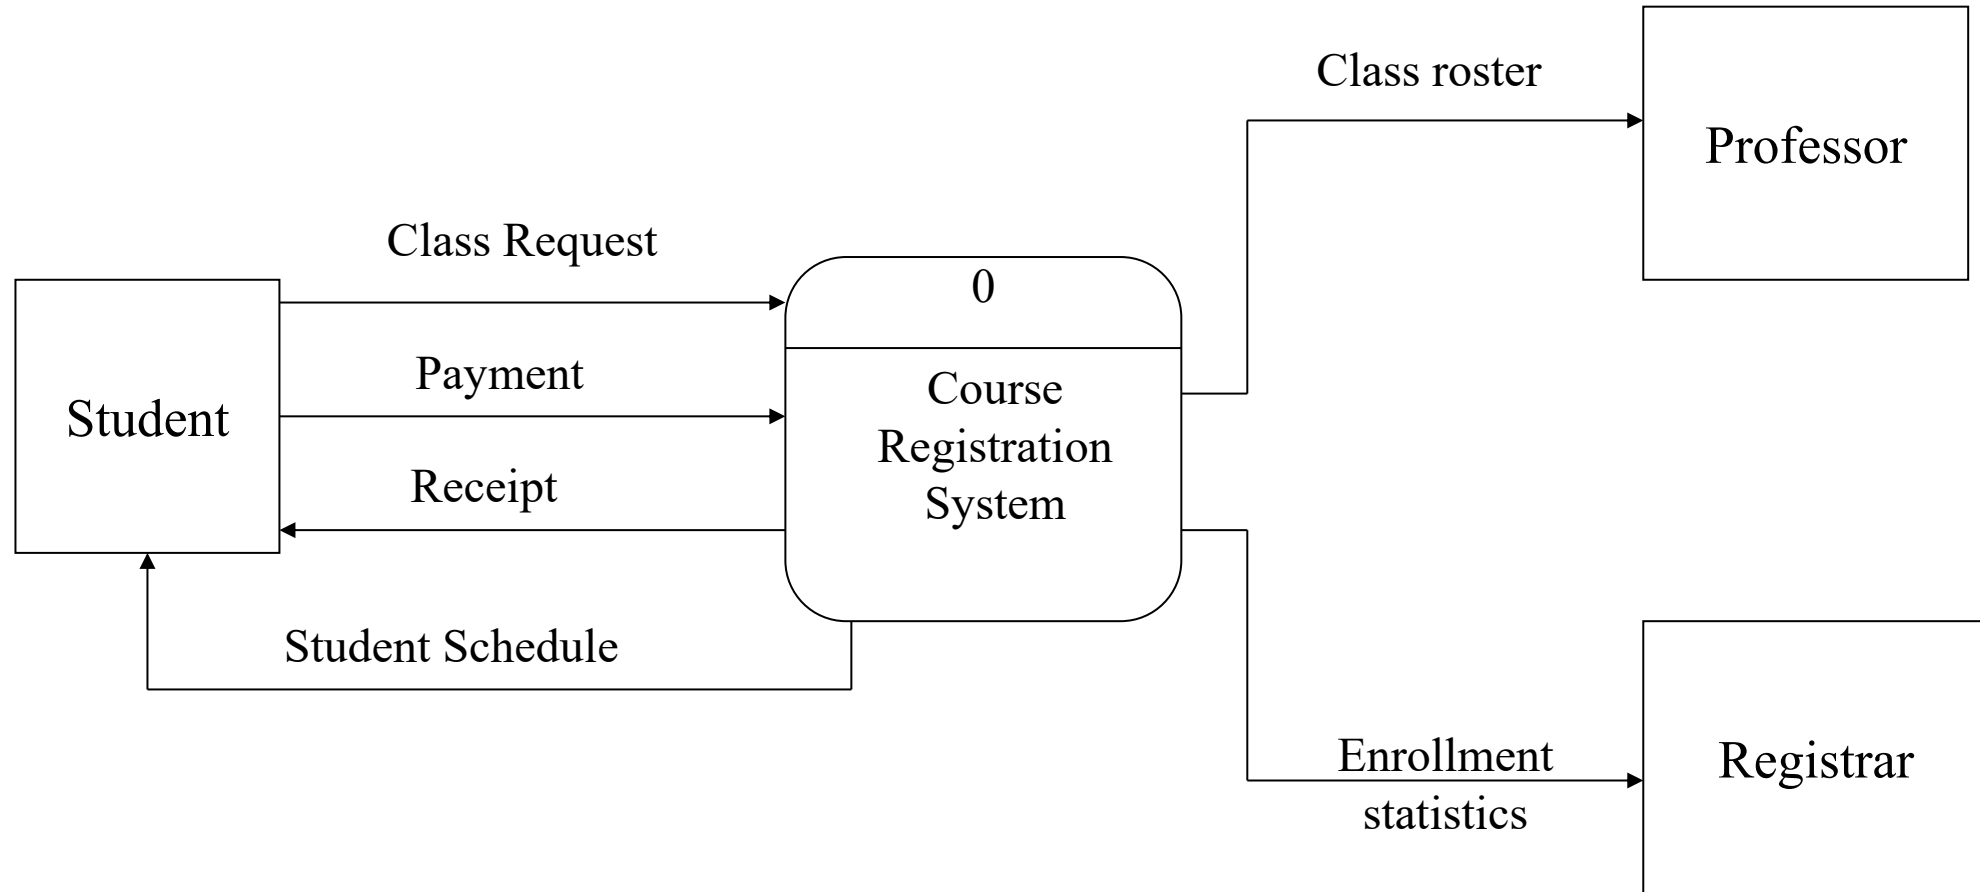 Class roster
Professor
Class Request
0
Payment
Course
Registration
System
Student
Receipt
Student Schedule
Enrollment
statistics
Registrar